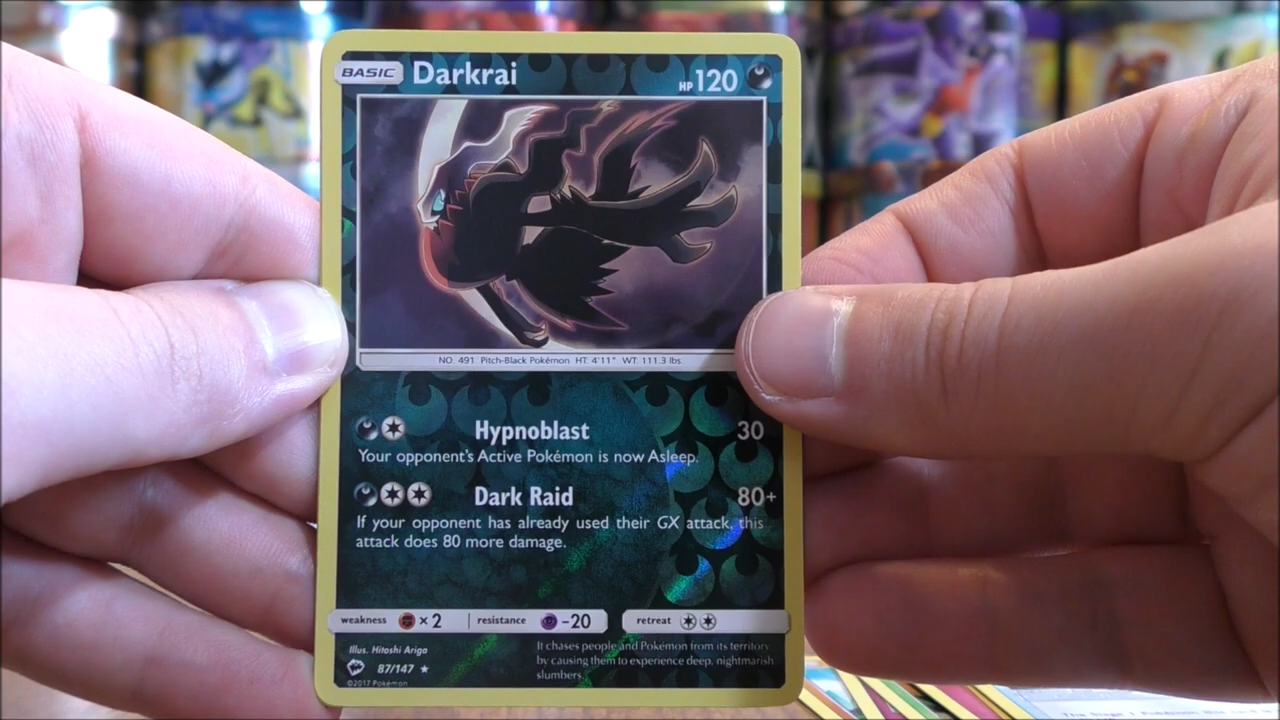 BASIC Darkrai HP 120
NO. 491 Pitch-Black Pokémon HT: 4'11" WT: 111.3 lbs.
Hypnoblast 30
Your opponent's Active Pokémon is now Asleep.
Dark Raid 80+
If your opponent has already used their GX attack, this
attack does 80 more damage.
weakness ×2 resistance -20 retreat
Illus. Hitoshi Ariga
87/147
©2017 Pokémon
It chases people and Pokémon from its territory
by causing them to experience deep, nightmarish
slumbers.